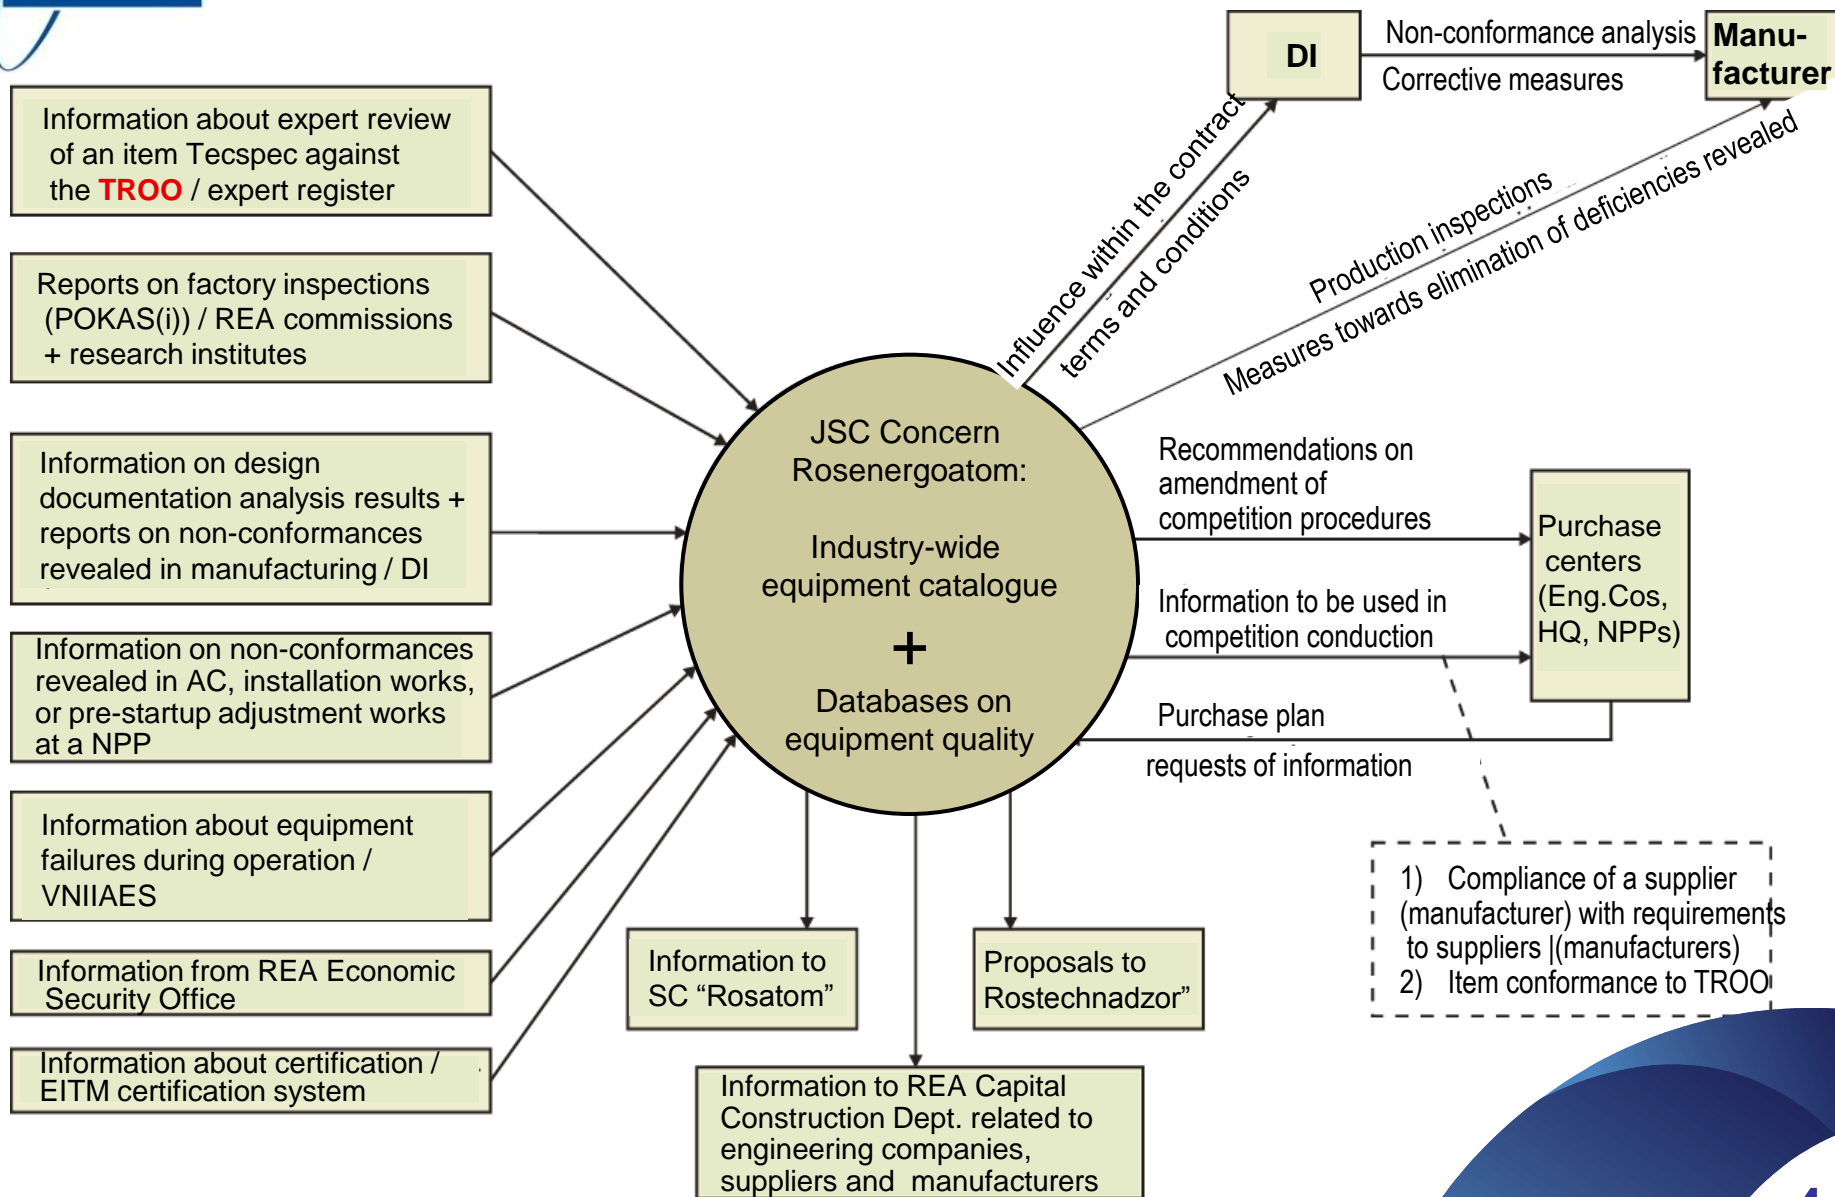 Information about expert review
of an item Tecspec against
the TROO / expert register
Reports on factory inspections
(POKAS(i)) / REA commissions
+ research institutes
Information on design
documentation analysis results +
reports on non-conformances
revealed in manufacturing / DI
Information on non-conformances
revealed in AC, installation works,
or pre-startup adjustment works
at a NPP
Information about equipment
failures during operation /
VNIIAES
Information from REA Economic
Security Office
Information about certification /
EITM certification system
JSC Concern
Rosenergoatom:
Industry-wide
equipment catalogue
+
Databases on
equipment quality
DI
Non-conformance analysis
Corrective measures
Manu-
facturer
Influence within the contract
terms and conditions
Production inspections
Measures towards elimination of deficiencies revealed
Recommendations on
amendment of
competition procedures
Information to be used in
competition conduction
Purchase plan
requests of information
Purchase
centers
(Eng.Cos,
HQ, NPPs)
1) Compliance of a supplier
(manufacturer) with requirements
to suppliers |(manufacturers)
2) Item conformance to TROO
Information to
SC “Rosatom”
Proposals to
Rostechnadzor”
Information to REA Capital
Construction Dept. related to
engineering companies,
suppliers and manufacturers